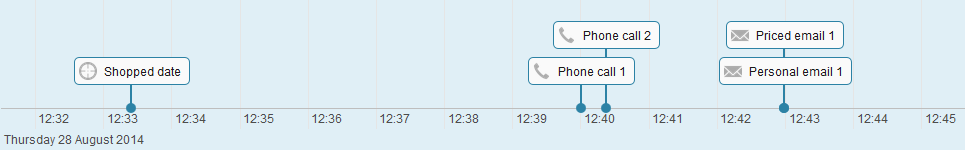 Phone call 2
Priced email 1
Shopped date
Phone call 1
Personal email 1
12:32 12:33 12:34 12:35 12:36 12:37 12:38 12:39 12:40 12:41 12:42 12:43 12:44 12:45
Thursday 28 August 2014